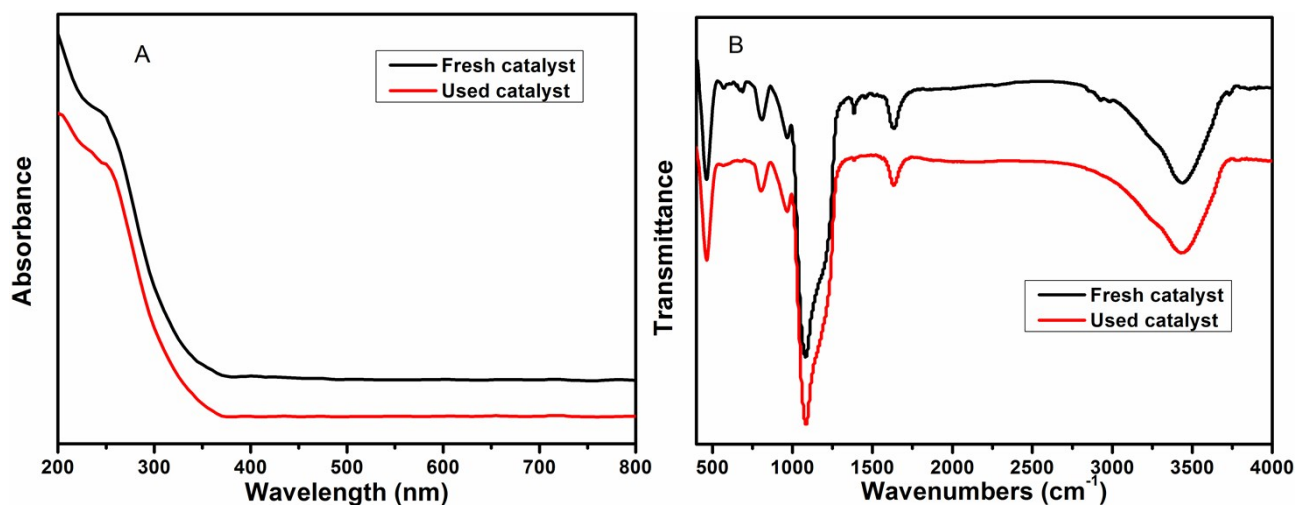 A
Fresh catalyst
Used catalyst
Absorbance
200 300 400 500 600 700 800
Wavelength (nm)
B
Fresh catalyst
Used catalyst
Transmittance
500 1000 1500 2000 2500 3000 3500 4000
Wavenumbers (cm⁻¹)